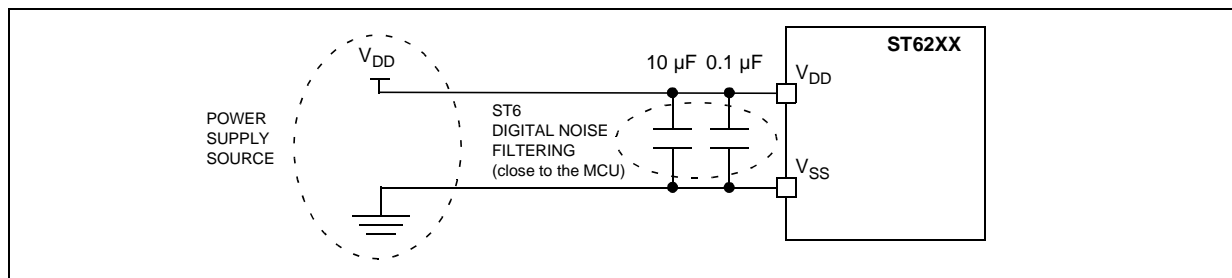 ST62XX
V_DD
10 µF 0.1 µF
V_DD
ST6
DIGITAL NOISE
FILTERING
(close to the MCU)
POWER
SUPPLY
SOURCE
V_SS